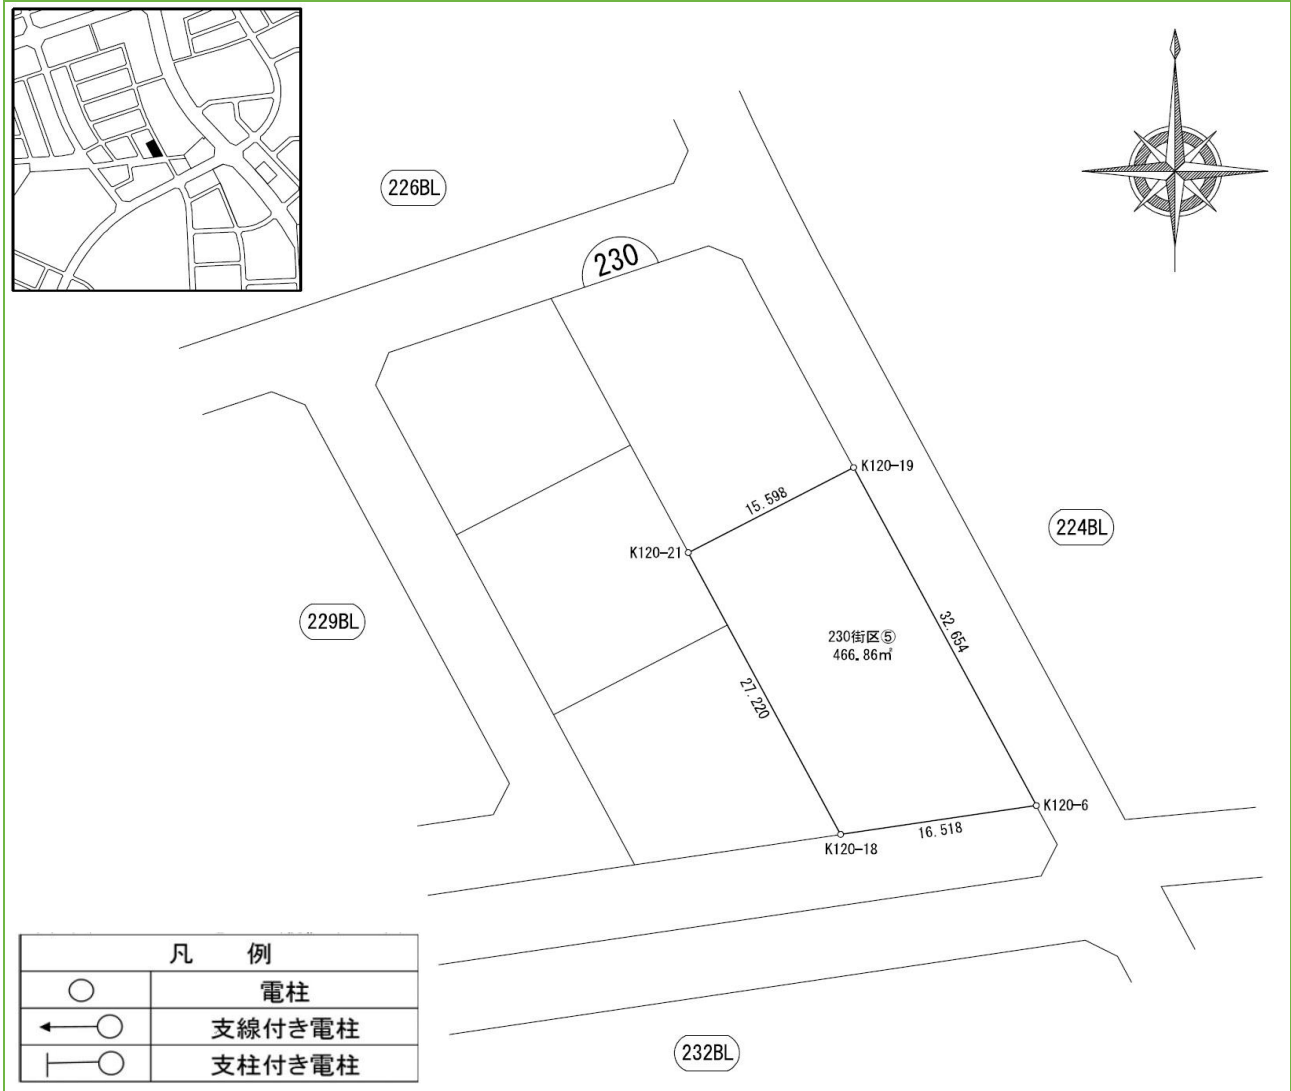 226BL
230
K120-19
15.598
K120-21
224BL
229BL
230街区⑤
466.86㎡
32.654
27.220
K120-6
16.518
K120-18
凡 例
電柱
支線付き電柱
支柱付き電柱
232BL